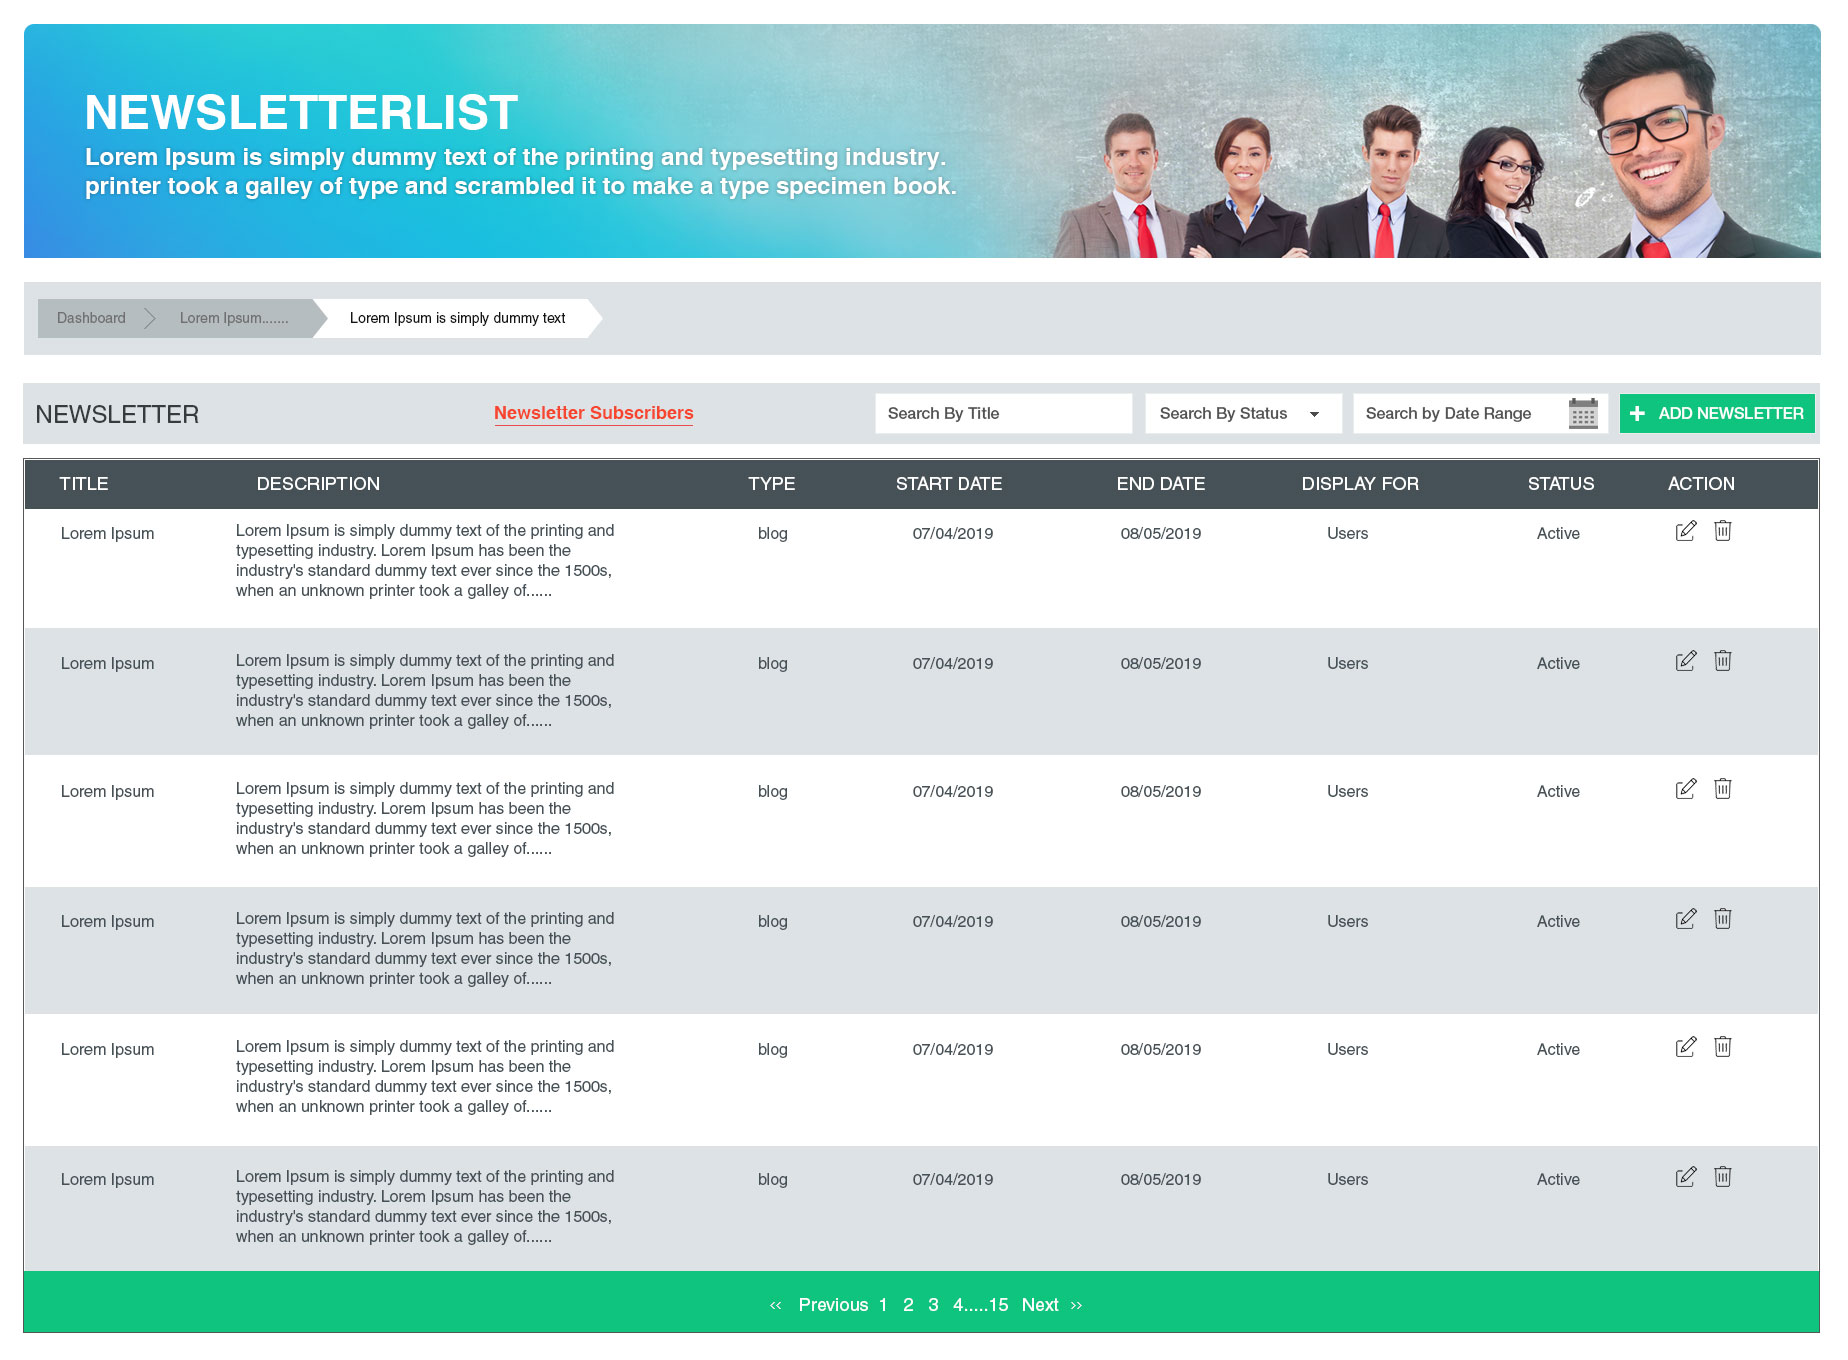 NEWSLETTERLIST
Lorem Ipsum is simply dummy text of the printing and typesetting industry.
printer took a galley of type and scrambled it to make a type specimen book.
Dashboard Lorem Ipsum....... Lorem Ipsum is simply dummy text
NEWSLETTER Newsletter Subscribers Search By Title Search By Status Search by Date Range + ADD NEWSLETTER
TITLE DESCRIPTION TYPE START DATE END DATE DISPLAY FOR STATUS ACTION
Lorem Ipsum Lorem Ipsum is simply dummy text of the printing and blog 07/04/2019 08/05/2019 Users Active
typesetting industry. Lorem Ipsum has been the
industry's standard dummy text ever since the 1500s,
when an unknown printer took a galley of......
Lorem Ipsum Lorem Ipsum is simply dummy text of the printing and blog 07/04/2019 08/05/2019 Users Active
typesetting industry. Lorem Ipsum has been the
industry's standard dummy text ever since the 1500s,
when an unknown printer took a galley of......
Lorem Ipsum Lorem Ipsum is simply dummy text of the printing and blog 07/04/2019 08/05/2019 Users Active
typesetting industry. Lorem Ipsum has been the
industry's standard dummy text ever since the 1500s,
when an unknown printer took a galley of......
Lorem Ipsum Lorem Ipsum is simply dummy text of the printing and blog 07/04/2019 08/05/2019 Users Active
typesetting industry. Lorem Ipsum has been the
industry's standard dummy text ever since the 1500s,
when an unknown printer took a galley of......
Lorem Ipsum Lorem Ipsum is simply dummy text of the printing and blog 07/04/2019 08/05/2019 Users Active
typesetting industry. Lorem Ipsum has been the
industry's standard dummy text ever since the 1500s,
when an unknown printer took a galley of......
Lorem Ipsum Lorem Ipsum is simply dummy text of the printing and blog 07/04/2019 08/05/2019 Users Active
typesetting industry. Lorem Ipsum has been the
industry's standard dummy text ever since the 1500s,
when an unknown printer took a galley of......
‹‹ Previous 1 2 3 4.....15 Next ››